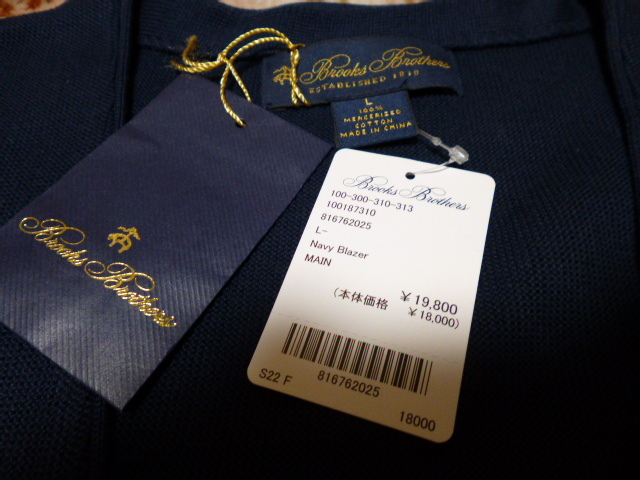 Brooks Brothers
ESTABLISHED 1818
L
100%
MERCERIZED
COTTON
MADE IN CHINA
Brooks Brothers
Brooks Brothers
100-300-310-313
100187310
816762025
L-
Navy Blazer
MAIN
¥19,800
(本体価格 ¥18,000)
816762025
S22 F
18000